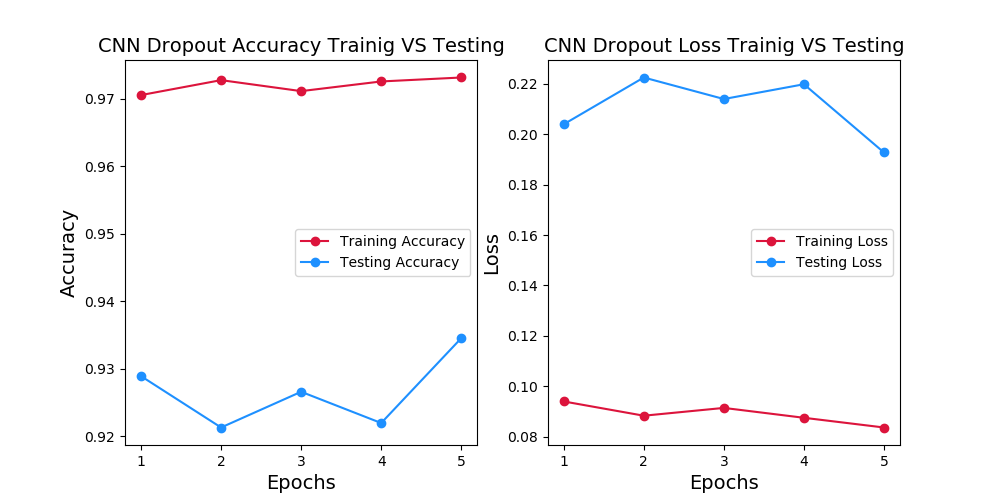 CNN Dropout Accuracy Trainig VS Testing
0.97
0.96
0.95
0.94
0.93
0.92
Accuracy
Training Accuracy
Testing Accuracy
1 2 3 4 5
Epochs
CNN Dropout Loss Trainig VS Testing
0.22
0.20
0.18
0.16
0.14
0.12
0.10
0.08
Loss
Training Loss
Testing Loss
1 2 3 4 5
Epochs